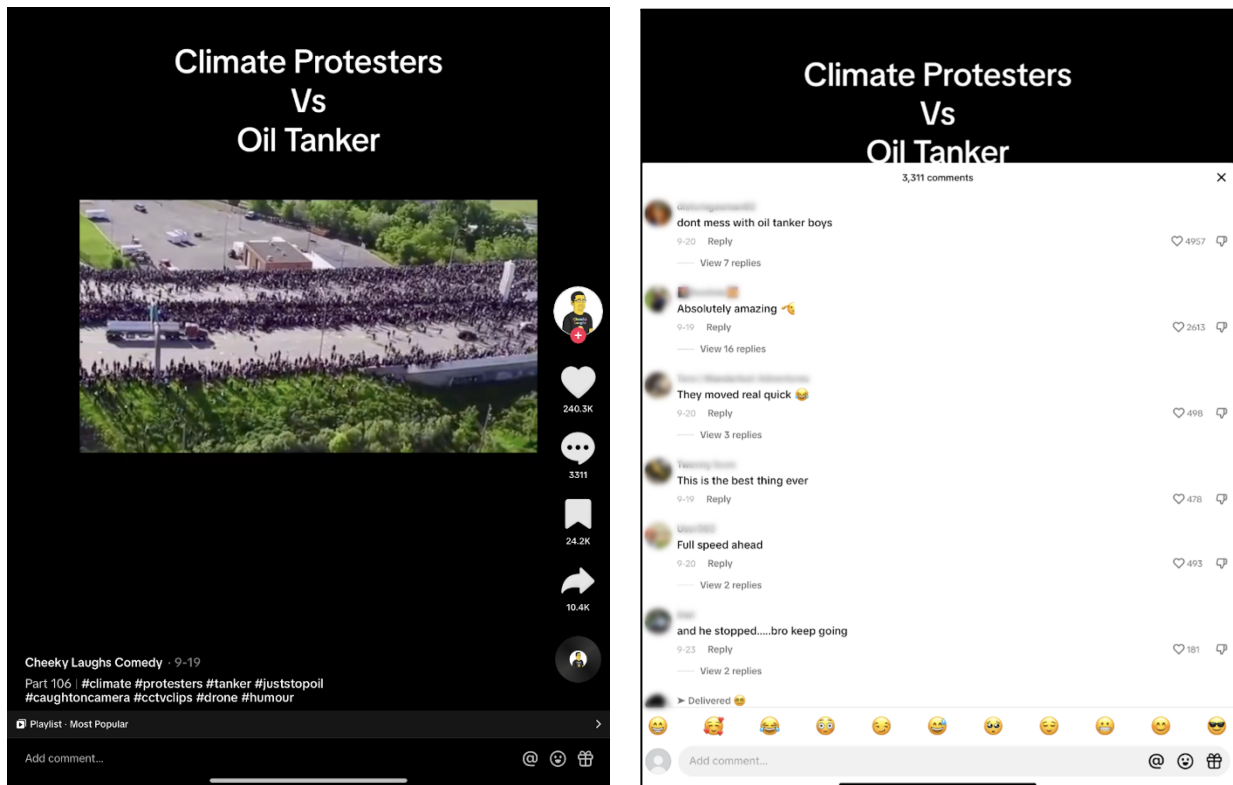 Climate Protesters
Vs
Oil Tanker
240.3K
3311
24.2K
10.4K
Cheeky Laughs Comedy · 9-19
Part 106 | #climate #protesters #tanker #juststopoil
#caughtoncamera #cctvclips #drone #humour
Playlist · Most Popular
Add comment...
Climate Protesters
Vs
Oil Tanker
3,311 comments
dont mess with oil tanker boys
9-20 Reply 4957
View 7 replies
Absolutely amazing 🫡
9-19 Reply 2613
View 16 replies
They moved real quick 😂
9-20 Reply 498
View 3 replies
This is the best thing ever
9-19 Reply 478
Full speed ahead
9-20 Reply 493
View 2 replies
and he stopped.....bro keep going
9-23 Reply 181
View 2 replies
➤ Delivered
Add comment...